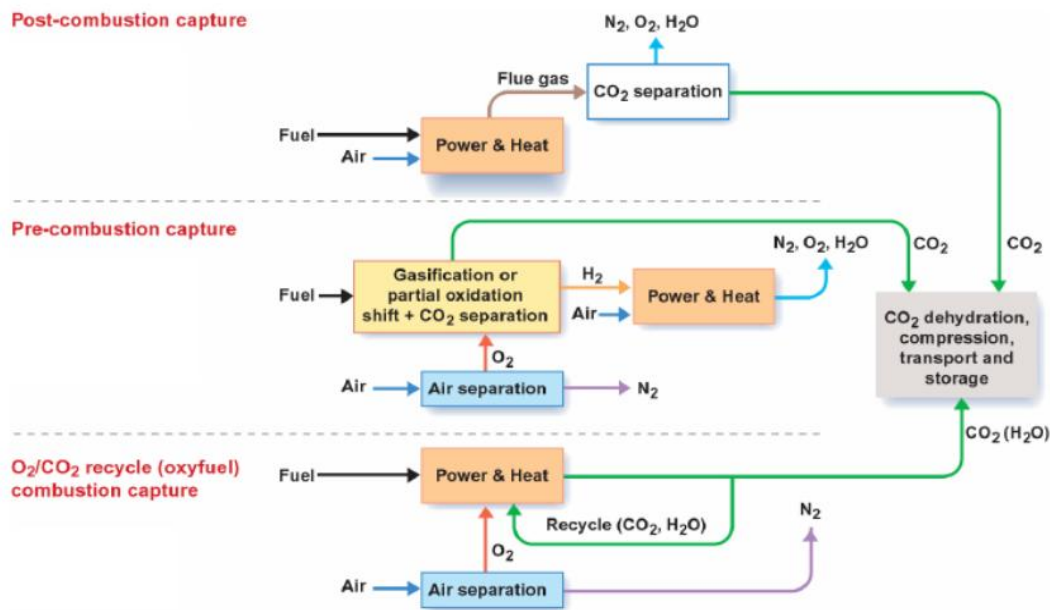 Post-combustion capture
N2, O2, H2O
Flue gas
CO2 separation
Fuel
Power & Heat
Air
CO2
CO2
Pre-combustion capture
N2, O2, H2O
Gasification or
partial oxidation
shift + CO2 separation
H2
Fuel
Power & Heat
Air
CO2 dehydration,
compression,
transport and
storage
O2
Air
Air separation
N2
CO2 (H2O)
O2/CO2 recycle (oxyfuel)
combustion capture
Fuel
Power & Heat
Recycle (CO2, H2O)
N2
O2
Air
Air separation